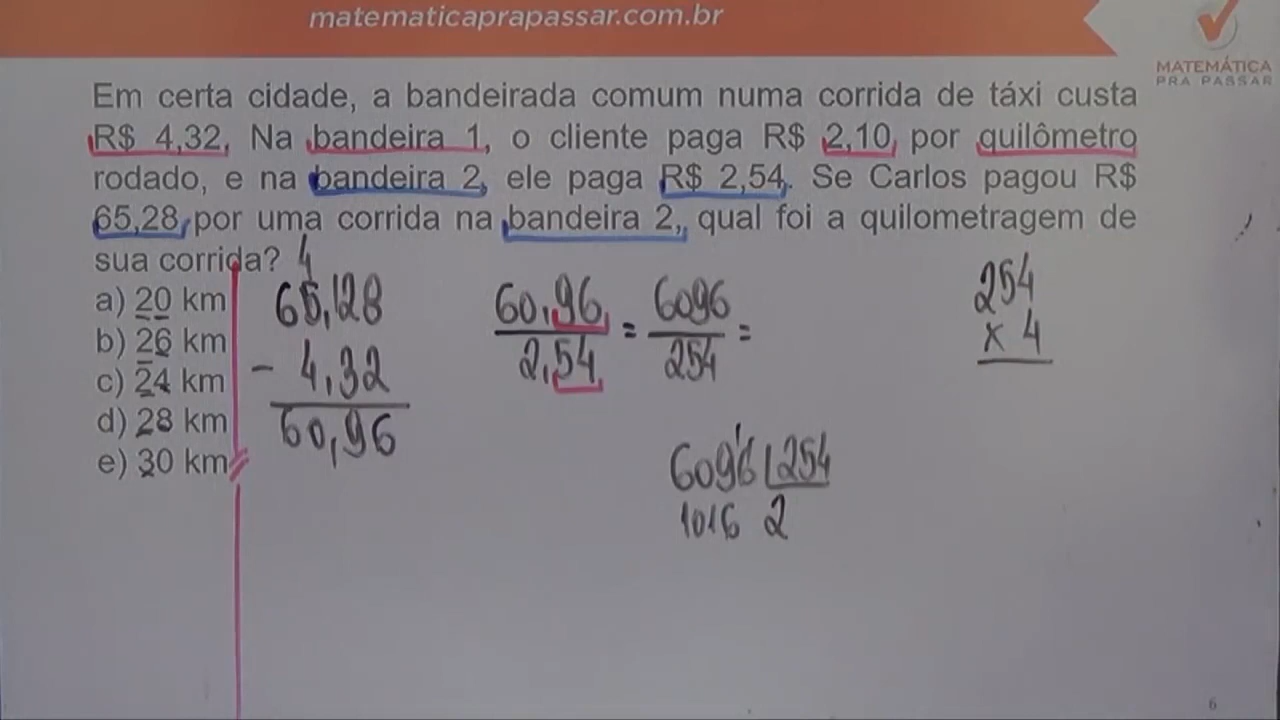 matematicaprapassar.com.br
MATEMÁTICA
PRA PASSAR
Em certa cidade, a bandeirada comum numa corrida de táxi custa
R$ 4,32. Na bandeira 1, o cliente paga R$ 2,10 por quilômetro
rodado, e na bandeira 2, ele paga R$ 2,54. Se Carlos pagou R$
65,28 por uma corrida na bandeira 2,, qual foi a quilometragem de
sua corrida?
a) 20 km
b) 26 km
c) 24 km
d) 28 km
e) 30 km
4
65,128
- 4,32
60,96
60,96 = 6096 =
2,54 254
254
x 4
6096 254
1016 2
6